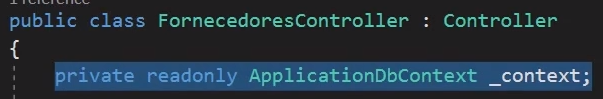 public class FornecedoresController : Controller
{
private readonly ApplicationDbContext _context;